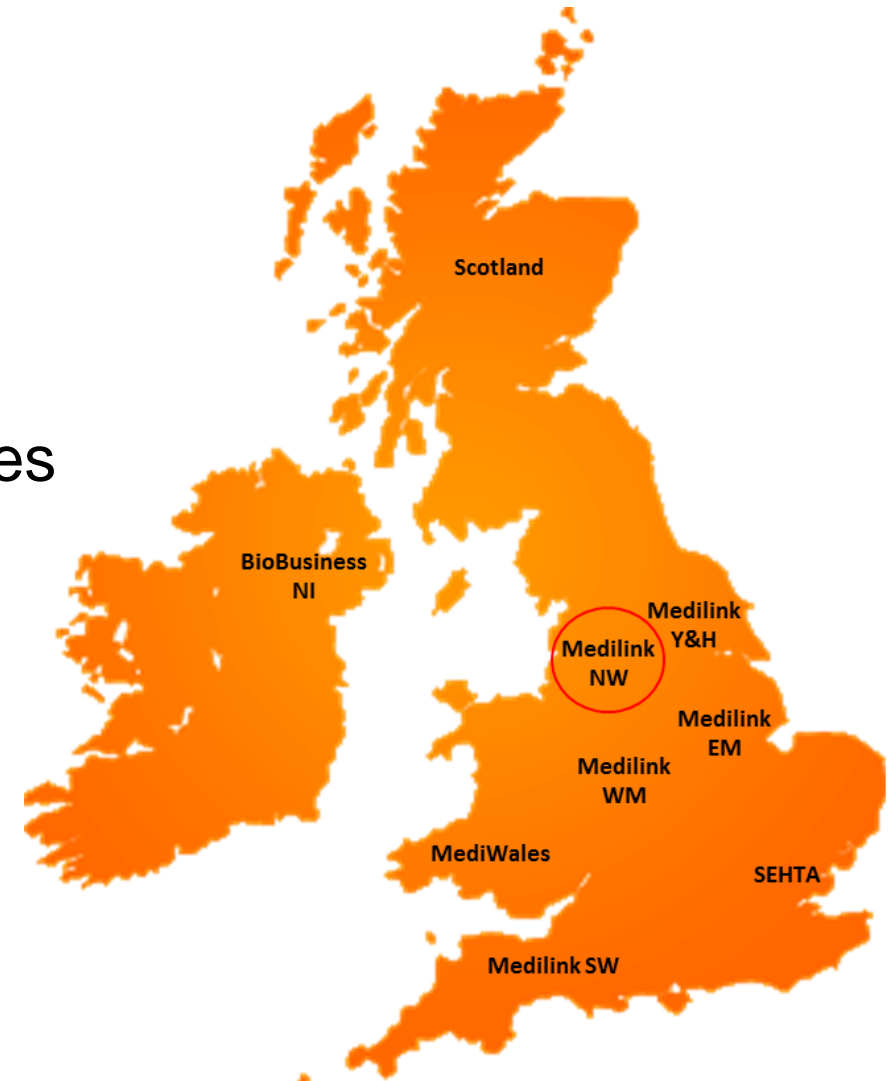 Scotland
es
BioBusiness
NI
Medilink
Y&H
Medilink
NW
Medilink
EM
Medilink
WM
MediWales
SEHTA
Medilink SW